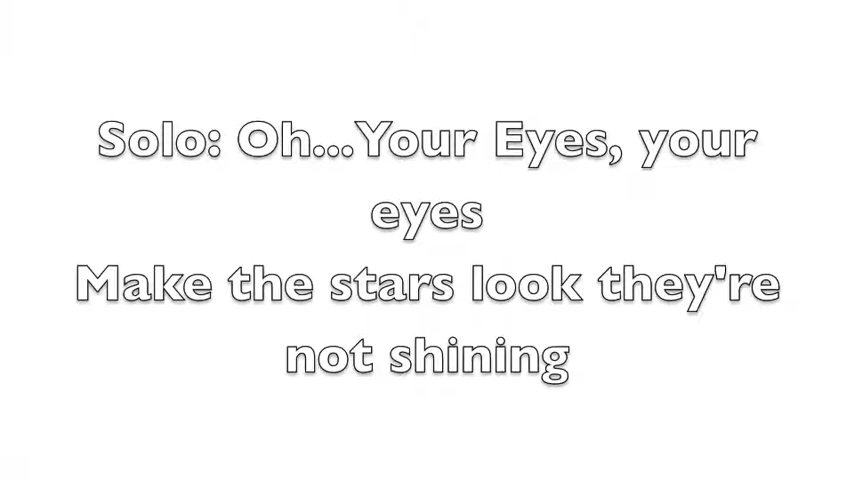 Solo: Oh...Your Eyes, your
eyes
Make the stars look they're
not shining